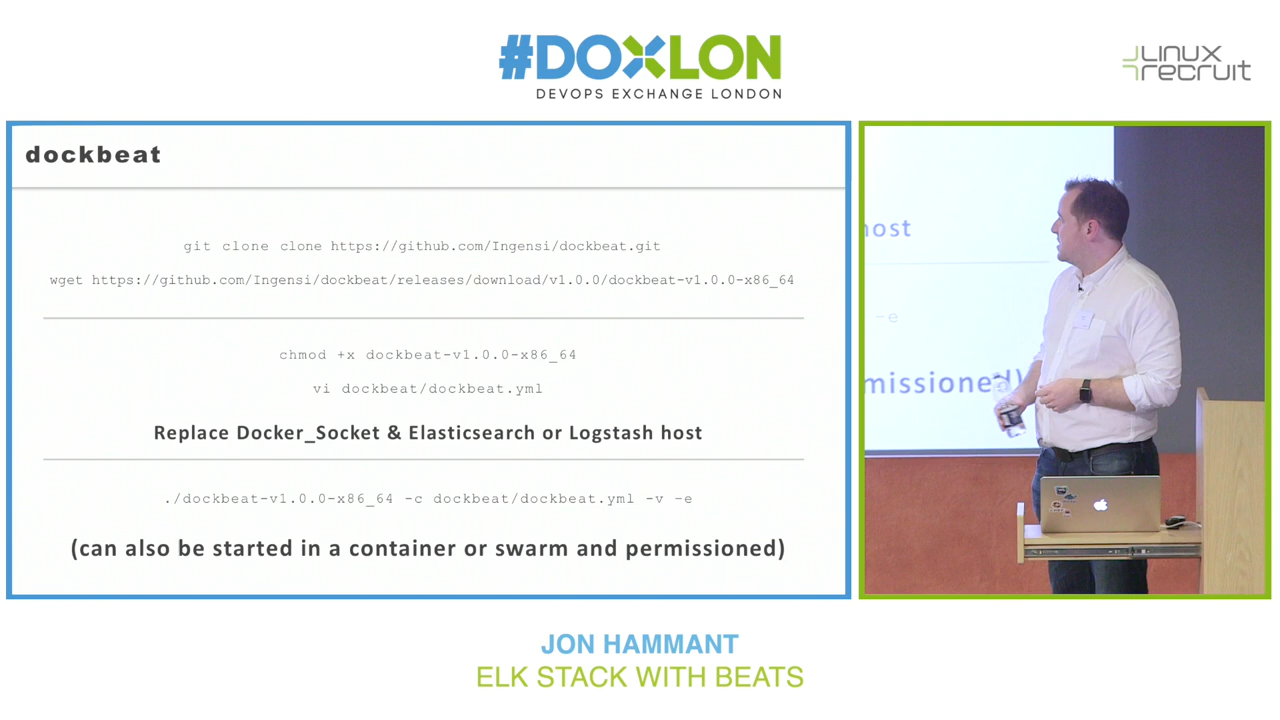 #DOXLON
DEVOPS EXCHANGE LONDON
LINUX
recruit
dockbeat
git clone clone https://github.com/Ingensi/dockbeat.git
wget https://github.com/Ingensi/dockbeat/releases/download/v1.0.0/dockbeat-v1.0.0-x86_64
chmod +x dockbeat-v1.0.0-x86_64
vi dockbeat/dockbeat.yml
Replace Docker_Socket & Elasticsearch or Logstash host
./dockbeat-v1.0.0-x86_64 -c dockbeat/dockbeat.yml -v -e
(can also be started in a container or swarm and permissioned)
host
-e
missioned)
JON HAMMANT
ELK STACK WITH BEATS